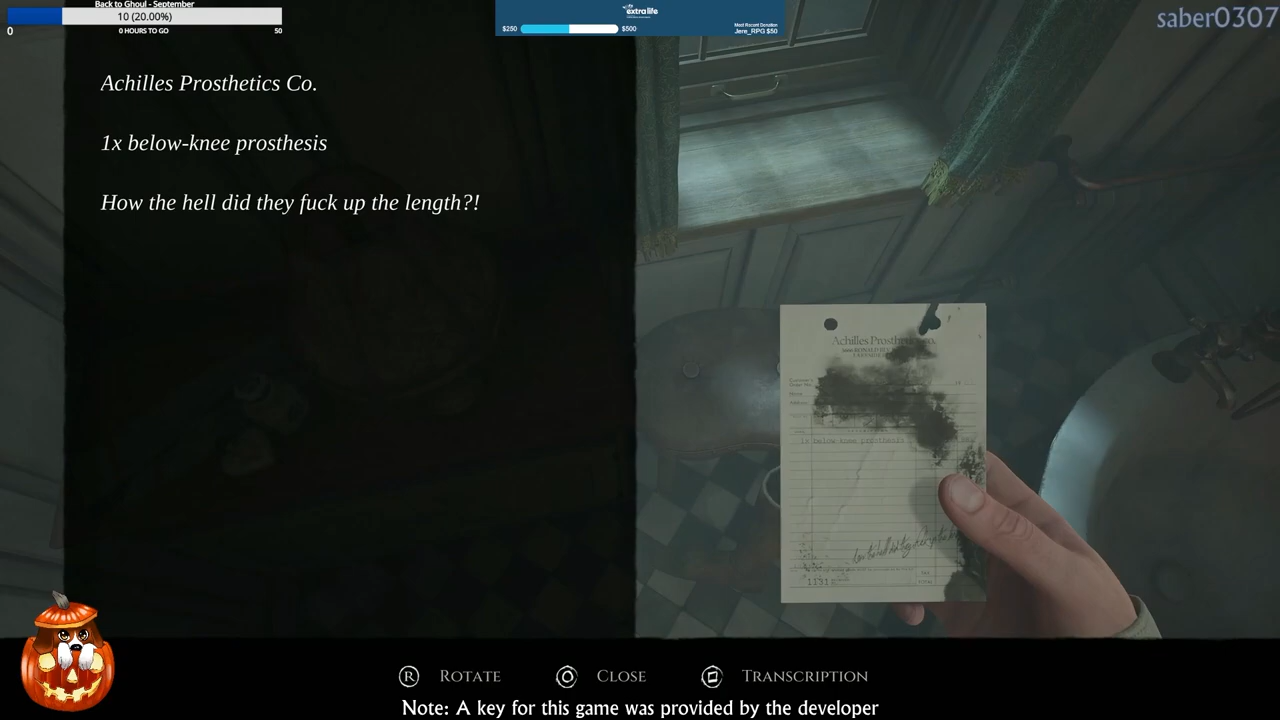 Back to Ghoul - September
10 (20.00%)
0
0 HOURS TO GO
50
extralife
$250
$500
Most Recent Donation
Jere_RPG $50
saber0307
Achilles Prosthetics Co.
1x below-knee prosthesis
How the hell did they fuck up the length?!
Achilles Prosthetics Co.
1x below-knee prosthesis
1131
R ROTATE
CLOSE
TRANSCRIPTION
Note: A key for this game was provided by the developer